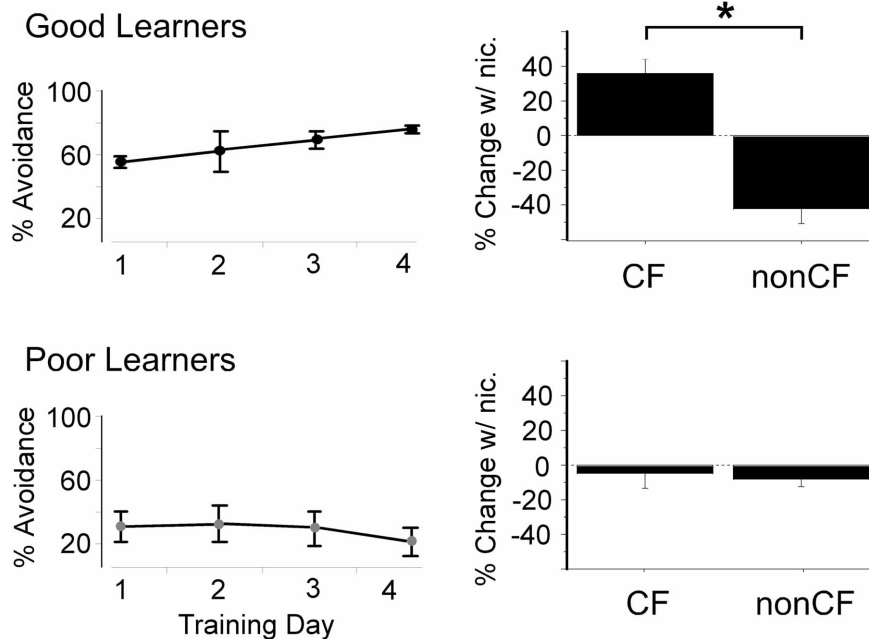 Good Learners
% Avoidance
100
60
20
1 2 3 4
*
% Change w/ nic.
40
20
0
-20
-40
CF nonCF
Poor Learners
% Avoidance
100
60
20
1 2 3 4
Training Day
% Change w/ nic.
40
20
0
-20
-40
CF nonCF